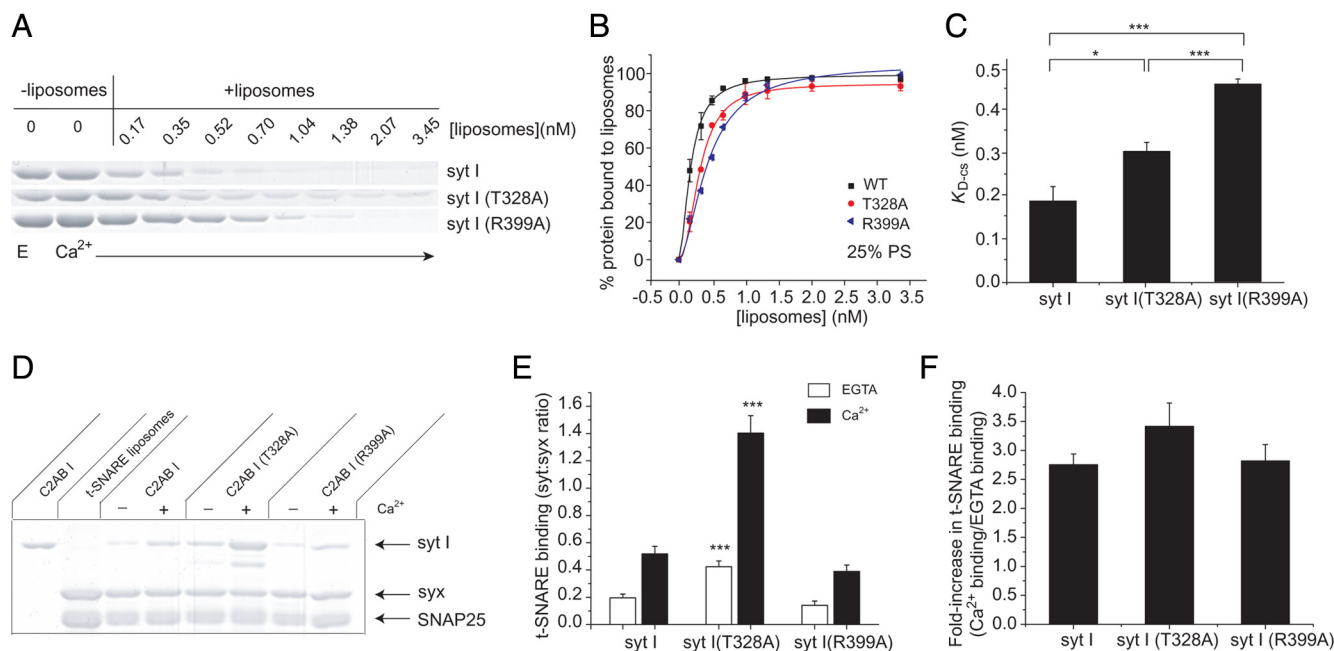 A
-liposomes +liposomes
0 0 0.17 0.35 0.52 0.70 1.04 1.38 2.07 3.45 [liposomes](nM)
syt I
syt I (T328A)
syt I (R399A)
E Ca²⁺
B
% protein bound to liposomes
100
80
60
40
20
0
WT
T328A
R399A
25% PS
-0.5 0.0 0.5 1.0 1.5 2.0 2.5 3.0 3.5
[liposomes] (nM)
C
***
* ***
K_D-cs (nM)
0.5
0.3
0.2
0.1
0.0
syt I syt I(T328A) syt I(R399A)
D
C2AB I t-SNARE liposomes C2AB I C2AB I (T328A) C2AB I (R399A)
− + − + − + Ca²⁺
syt I
syx
SNAP25
E
EGTA
Ca²⁺
t-SNARE binding (syt:syx ratio)
1.6
1.4
1.2
1.0
0.8
0.6
0.4
0.2
0.0
***
***
syt I syt I(T328A) syt I(R399A)
F
Fold-increase in t-SNARE binding
(Ca²⁺ binding/EGTA binding)
4.0
3.5
3.0
2.5
2.0
1.5
1.0
0.5
0.0
syt I syt I (T328A) syt I (R399A)